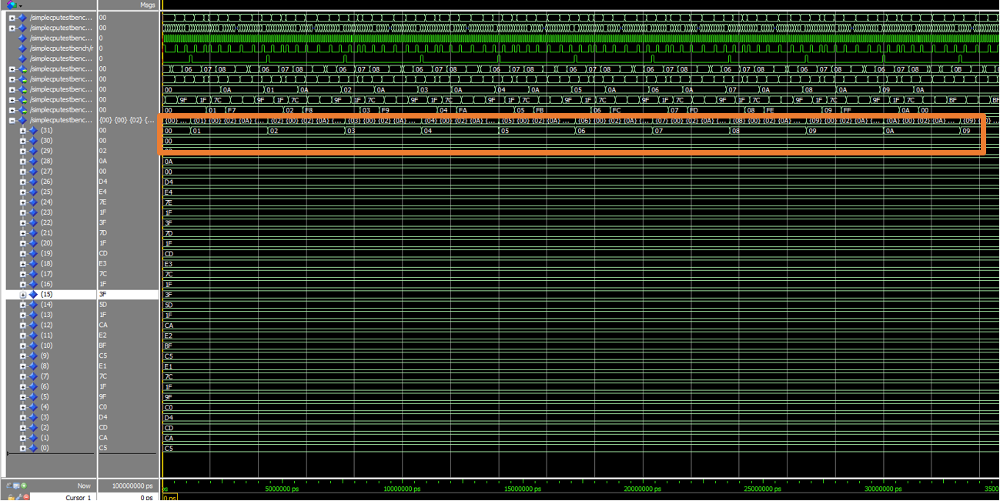 Msgs
/simplecputestbenc... 00
/simplecputestbenc... 00
/simplecputestbenc... 0
/simplecputestbench/r 0
/simplecputestbenc... 0
/simplecputestbenc... 00 06 07 08 06 07 08 06 07 08 06 07 08 06 07 08 06 07 08 06 07 08 06 07 08 06 07 08 06 07 08 0B
/simplecputestbenc... 00
/simplecputestbenc... 00 00 0A 01 0A 02 0A 03 0A 04 0A 05 0A 06 0A 07 0A 08 0A 09 0A
/simplecputestbenc... 00 9F 1F 7C 9F 1F 7C 9F 1F 7C 9F 1F 7C 9F 1F 7C 9F 1F 7C 9F 1F 7C 9F 1F 7C 9F 1F 7C 9F 1F 7C BF BF
/simplecputestbenc... 00 00 01 F7 02 F8 03 F9 04 FA 05 FB 06 FC 07 FD 08 FE 09 FF 0A 00
/simplecputestbenc... {00} {00} {02} {... {00} ... {01} {00} {02} {0A} ... {02} {00} {02} {0A} ... {03} {00} {02} {0A} ... {04} {00} {02} {0A} ... {05} {00} {02} {0A} ... {06} {00} {02} {0A} ... {07} {00} {02} {0A} ... {08} {00} {02} {0A} ... {09} {00} {02} {0A} ... {0A} {00} {02} {0A} ... {09}
(31) 00 00 01 02 03 04 05 06 07 08 09 0A 09
(30) 00 00
(29) 02
(28) 0A 0A
(27) 00 00
(26) D4 D4
(25) E4 E4
(24) 7E 7E
(23) 1F 1F
(22) 3F 3F
(21) 7D 7D
(20) 1F 1F
(19) CD CD
(18) E3 E3
(17) 7C 7C
(16) 1F 1F
(15) 3F 3F
(14) 5D 5D
(13) 1F 1F
(12) CA CA
(11) E2 E2
(10) BF BF
(9) C5 C5
(8) E1 E1
(7) 7C 7C
(6) 1F 1F
(5) 9F 9F
(4) C0 C0
(3) D4 D4
(2) CD CD
(1) CA CA
(0) C5 C5
Now 100000000 ps ps 5000000 ps 10000000 ps 15000000 ps 20000000 ps 25000000 ps 30000000 ps 3500
Cursor 1 0 ps 0 ps